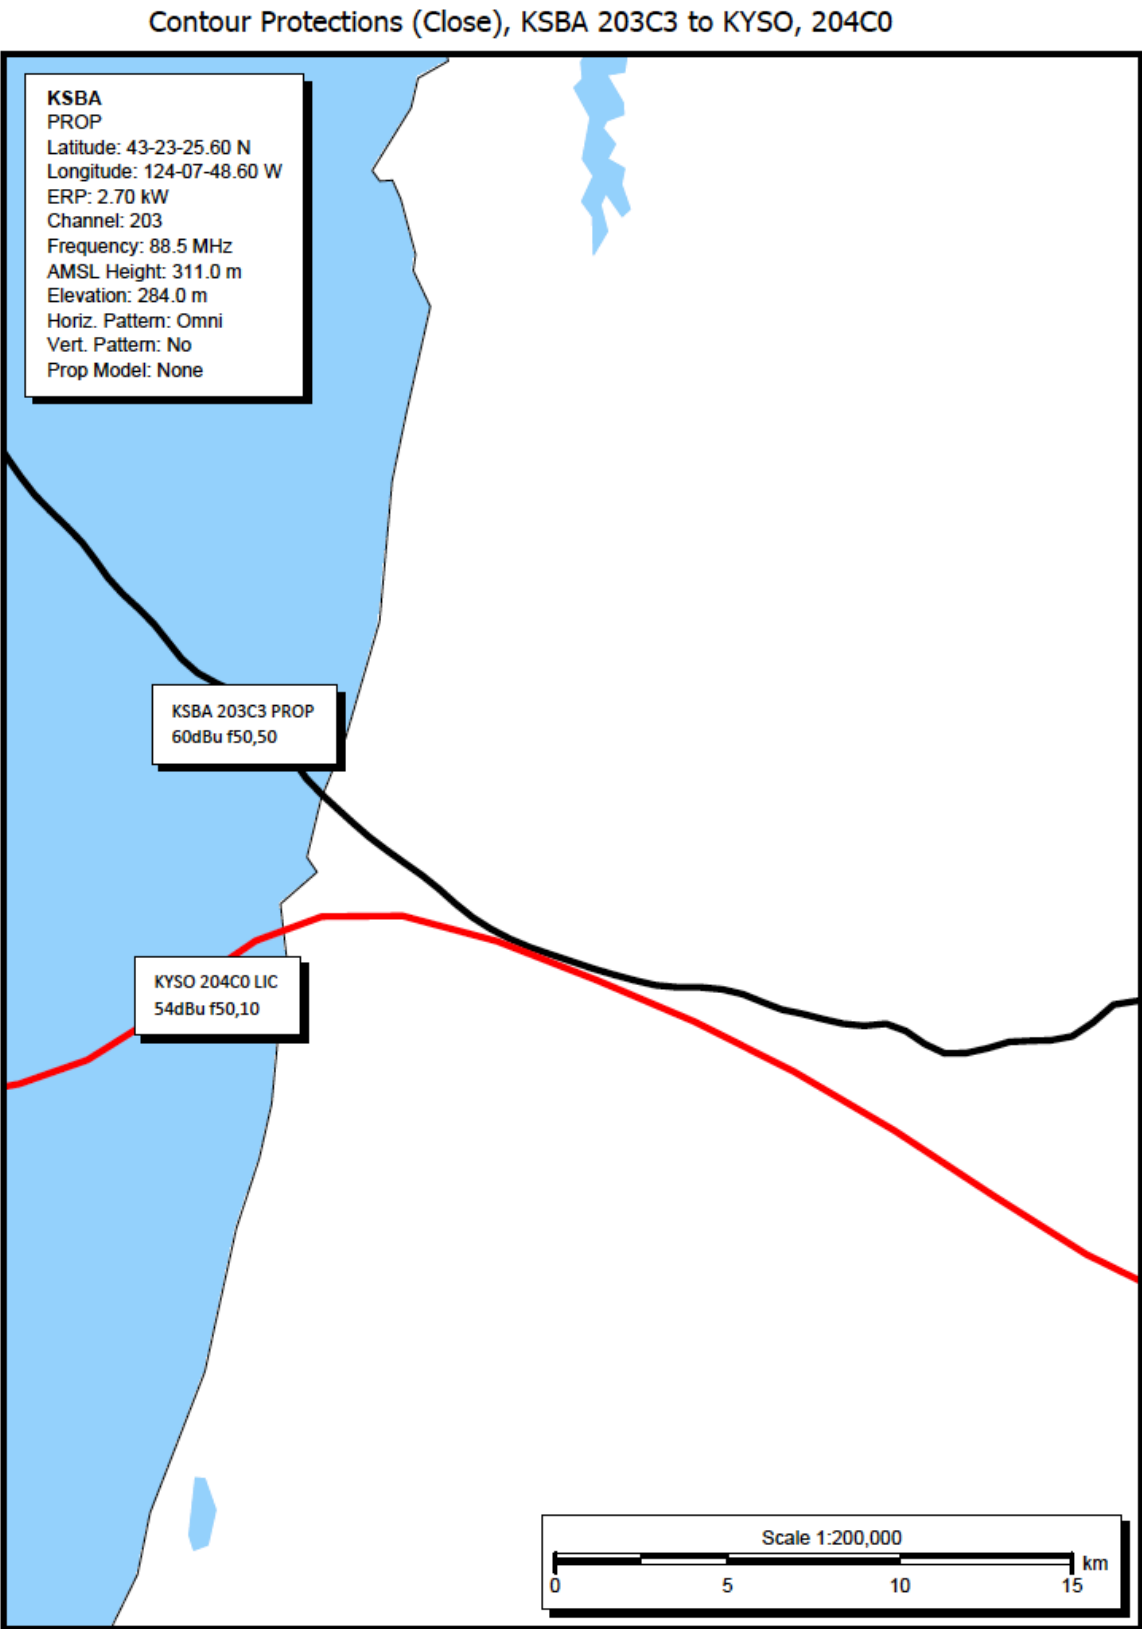 Contour Protections (Close), KSBA 203C3 to KYSO, 204C0
KSBA
PROP
Latitude: 43-23-25.60 N
Longitude: 124-07-48.60 W
ERP: 2.70 kW
Channel: 203
Frequency: 88.5 MHz
AMSL Height: 311.0 m
Elevation: 284.0 m
Horiz. Pattern: Omni
Vert. Pattern: No
Prop Model: None
KSBA 203C3 PROP
60dBu f50,50
KYSO 204C0 LIC
54dBu f50,10
Scale 1:200,000
km
0 5 10 15